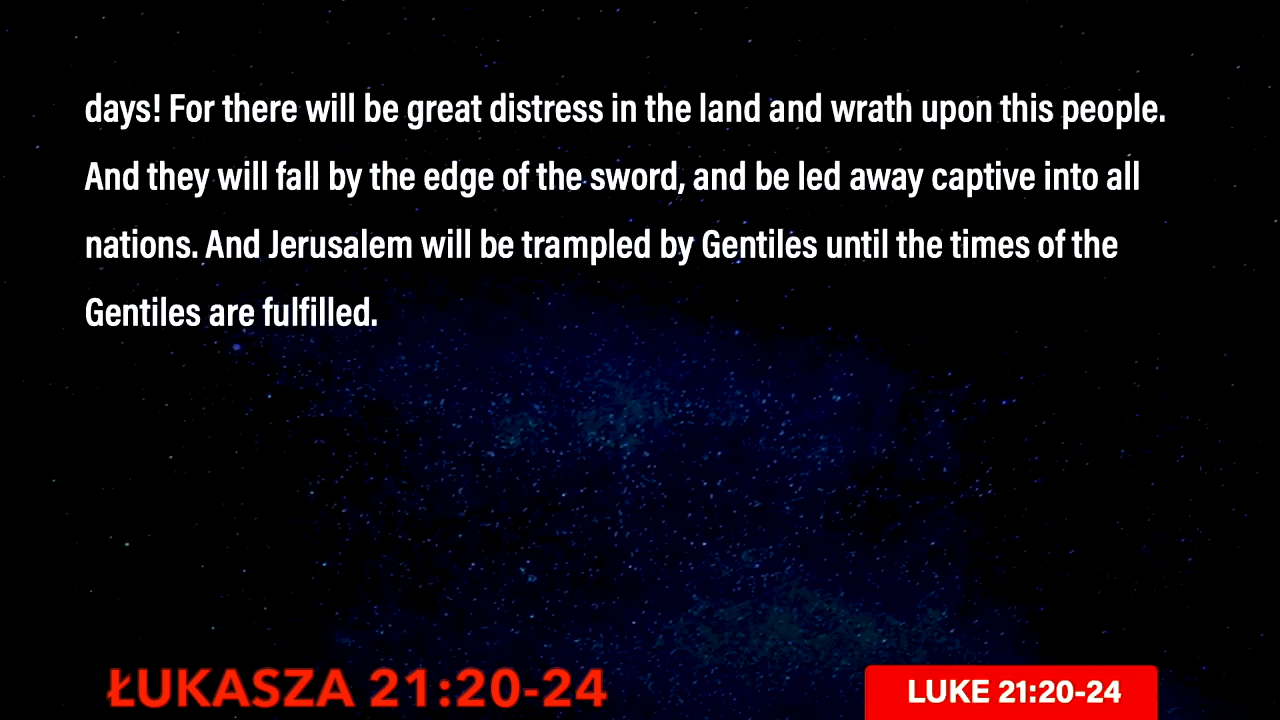 days! For there will be great distress in the land and wrath upon this people.
And they will fall by the edge of the sword, and be led away captive into all
nations. And Jerusalem will be trampled by Gentiles until the times of the
Gentiles are fulfilled.
ŁUKASZA 21:20-24
LUKE 21:20-24